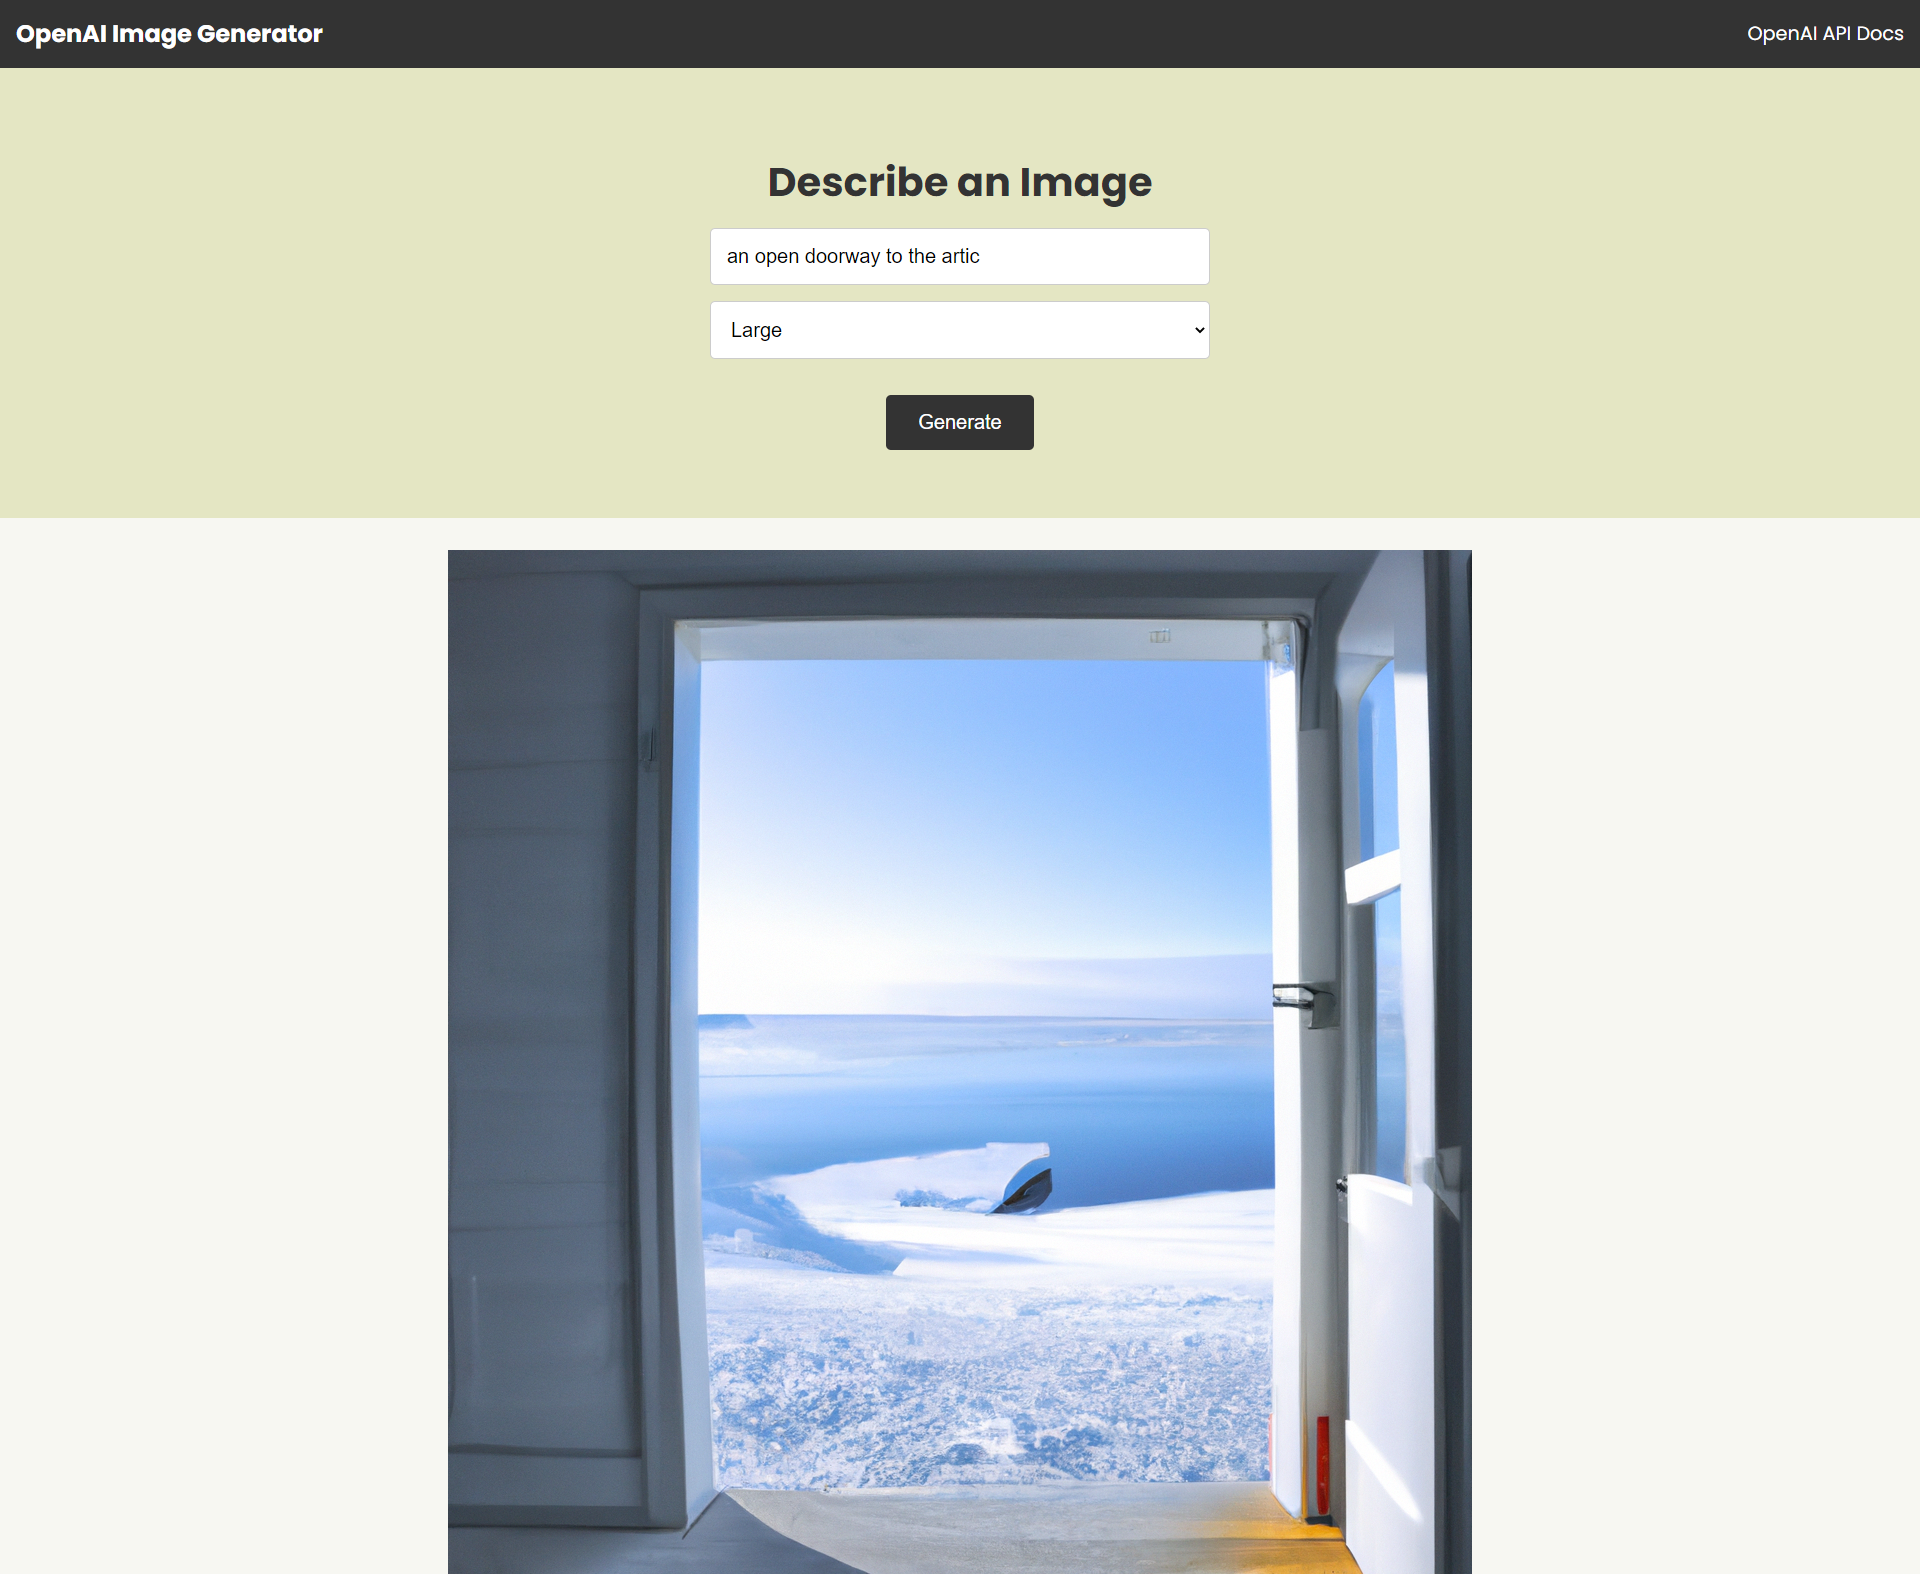 OpenAI Image Generator
OpenAI API Docs
Describe an Image
an open doorway to the artic
Large
Generate